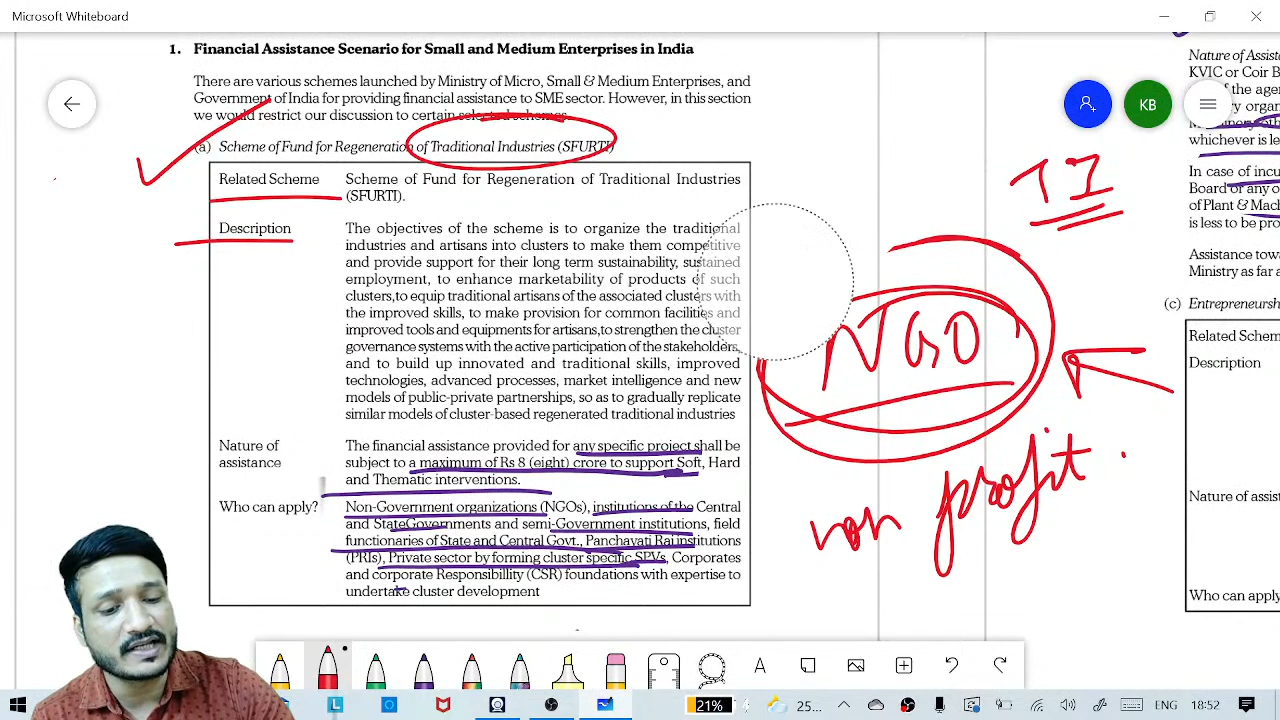 Microsoft Whiteboard
1. Financial Assistance Scenario for Small and Medium Enterprises in India
There are various schemes launched by Ministry of Micro, Small & Medium Enterprises, and
Government of India for providing financial assistance to SME sector. However, in this section
we would restrict our discussion to certain selected schemes.
(a) Scheme of Fund for Regeneration of Traditional Industries (SFURTI)
Related Scheme Scheme of Fund for Regeneration of Traditional Industries
(SFURTI).
Description The objectives of the scheme is to organize the traditional
industries and artisans into clusters to make them competitive
and provide support for their long term sustainability, sustained
employment, to enhance marketability of products of such
clusters,to equip traditional artisans of the associated clusters with
the improved skills, to make provision for common facilities and
improved tools and equipments for artisans,to strengthen the cluster
governance systems with the active participation of the stakeholders,
and to build up innovated and traditional skills, improved
technologies, advanced processes, market intelligence and new
models of public-private partnerships, so as to gradually replicate
similar models of cluster-based regenerated traditional industries
Nature of assistance The financial assistance provided for any specific project shall be
subject to a maximum of Rs 8 (eight) crore to support Soft, Hard
and Thematic interventions.
Who can apply? Non-Government organizations (NGOs), institutions of the Central
and StateGovernments and semi-Government institutions, field
functionaries of State and Central Govt., Panchayati Raj institutions
(PRIs), Private sector by forming cluster specific SPVs, Corporates
and corporate Responsibillity (CSR) foundations with expertise to
undertake cluster development
TI
NGO
non profit
KB
Nature of Assist
KVIC or Coir B
of the agen
ry organ
whichever is le
In case of incu
Board or any o
of Plant & Mach
is less to be pro
Assistance tow
Ministry as far a
(c) Entrepreneursh
Related Schem
Description
Nature of assis
Who can apply
21%
25...
ENG
18:52